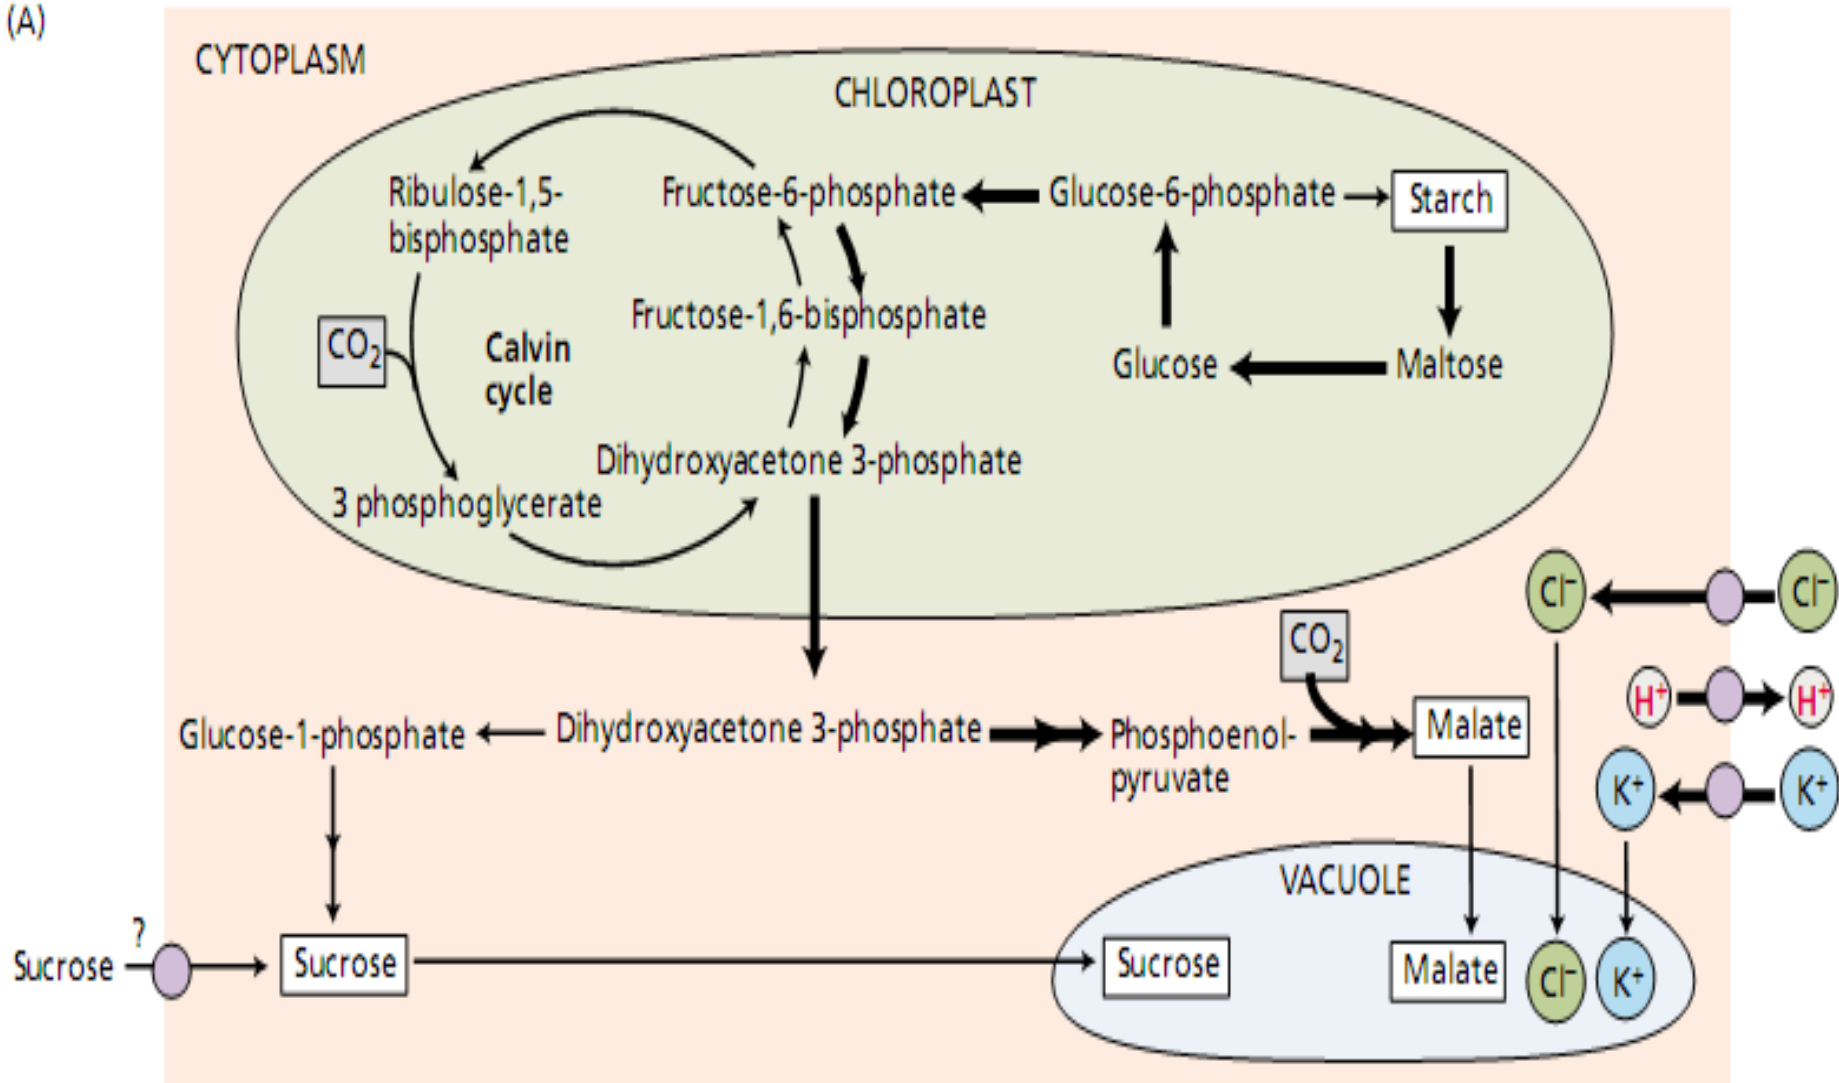 (A)
CYTOPLASM
CHLOROPLAST
Ribulose-1,5-
bisphosphate
Fructose-6-phosphate
Glucose-6-phosphate
Starch
Fructose-1,6-bisphosphate
CO₂
Calvin
cycle
Glucose
Maltose
Dihydroxyacetone 3-phosphate
3 phosphoglycerate
Cl⁻
Cl⁻
CO₂
H⁺
H⁺
Glucose-1-phosphate
Dihydroxyacetone 3-phosphate
Phosphoenol-
pyruvate
Malate
K⁺
K⁺
VACUOLE
?
Sucrose
Sucrose
Sucrose
Malate
Cl⁻
K⁺